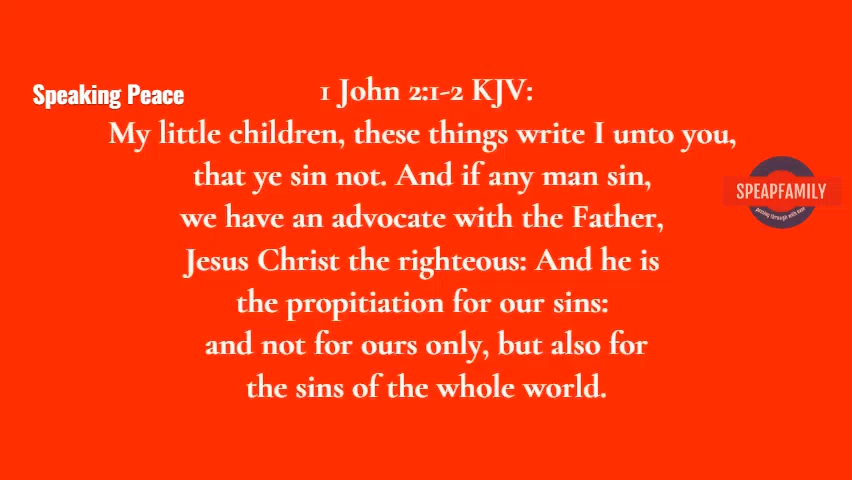 Speaking Peace
1 John 2:1-2 KJV:
My little children, these things write I unto you,
that ye sin not. And if any man sin,
we have an advocate with the Father,
Jesus Christ the righteous: And he is
the propitiation for our sins:
and not for ours only, but also for
the sins of the whole world.
SPEAPFAMILY